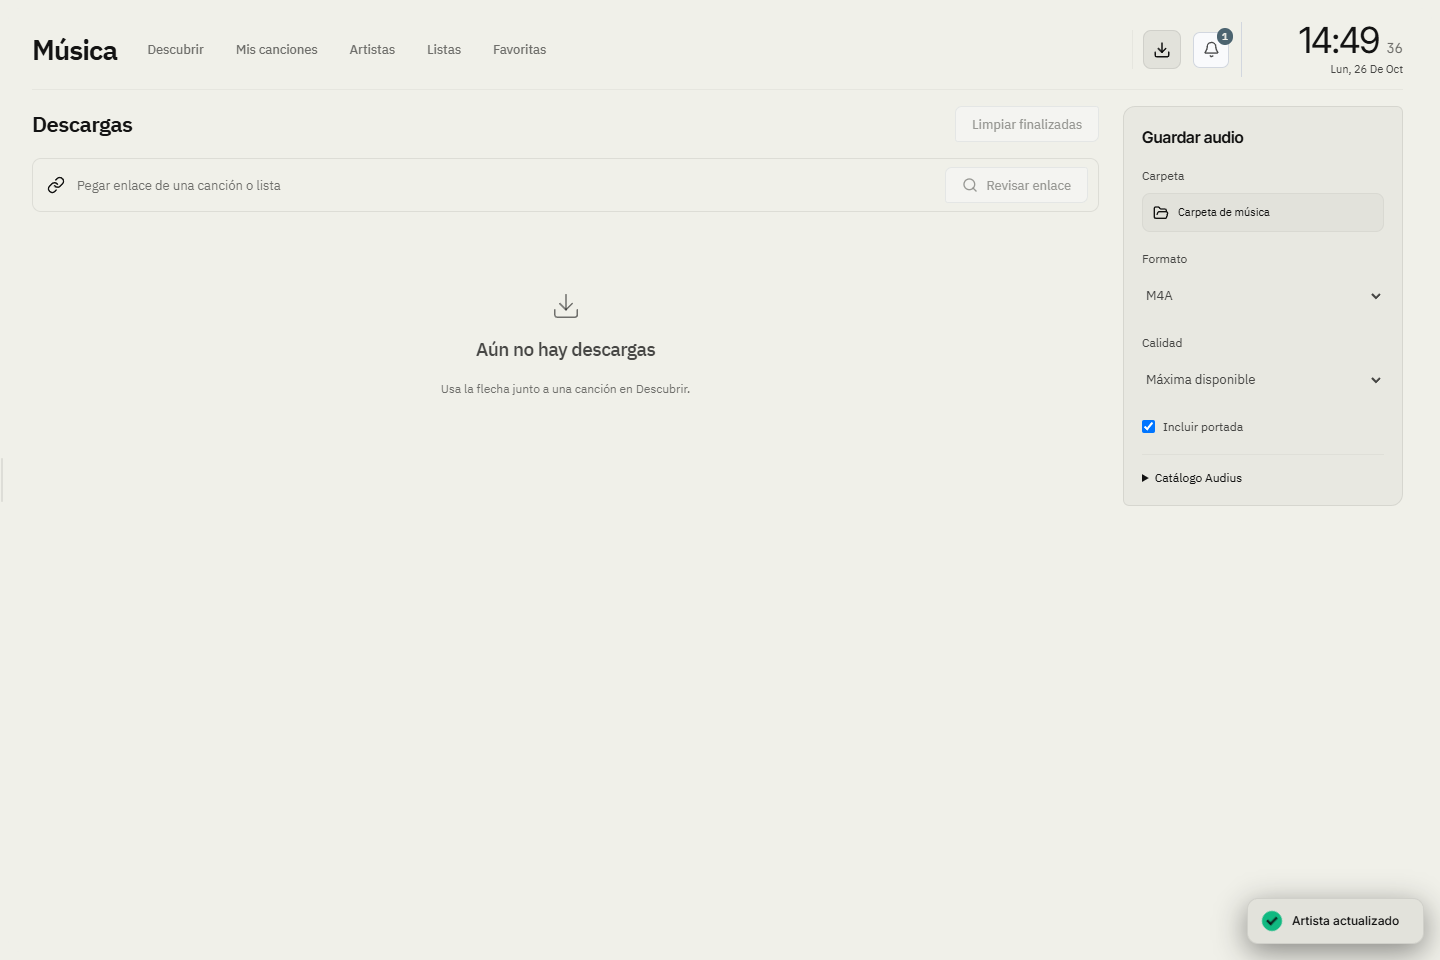 Música
Descubrir
Mis canciones
Artistas
Listas
Favoritas
1
14:49 36
Lun, 26 De Oct
Descargas
Limpiar finalizadas
Pegar enlace de una canción o lista
Revisar enlace
Aún no hay descargas
Usa la flecha junto a una canción en Descubrir.
Guardar audio
Carpeta
Carpeta de música
Formato
M4A
Calidad
Máxima disponible
Incluir portada
Catálogo Audius
Artista actualizado